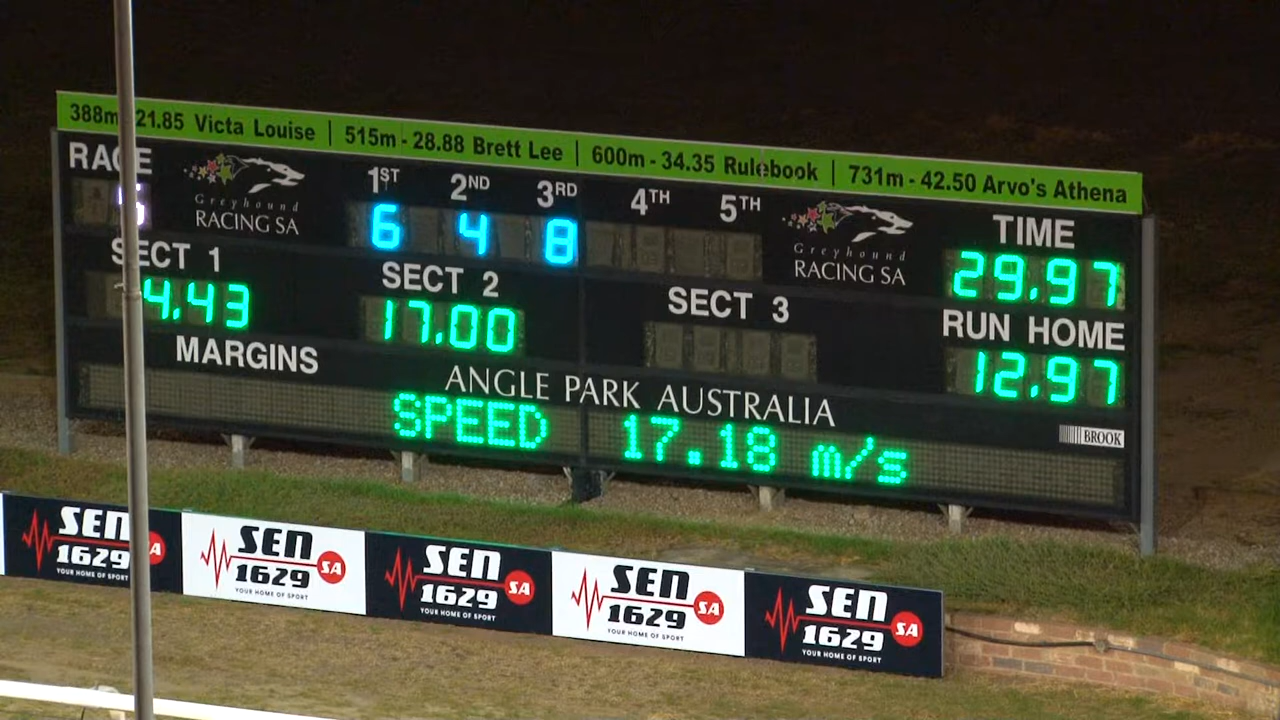 388m 21.85 Victa Louise | 515m - 28.88 Brett Lee | 600m - 34.35 Rulebook | 731m - 42.50 Arvo's Athena
RACE
Greyhound
RACING SA
1ST 2ND 3RD 4TH 5TH
6 4 8
Greyhound
RACING SA
TIME
29.97
SECT 1
4.43
SECT 2
17.00
SECT 3
RUN HOME
12.97
MARGINS
ANGLE PARK AUSTRALIA
SPEED 17.18 m/s
BROOK
SEN
1629
YOUR HOME OF SPORT
SEN
1629 SA
YOUR HOME OF SPORT
SEN
1629 SA
YOUR HOME OF SPORT
SEN
1629 SA
YOUR HOME OF SPORT
SEN
1629 SA
YOUR HOME OF SPORT